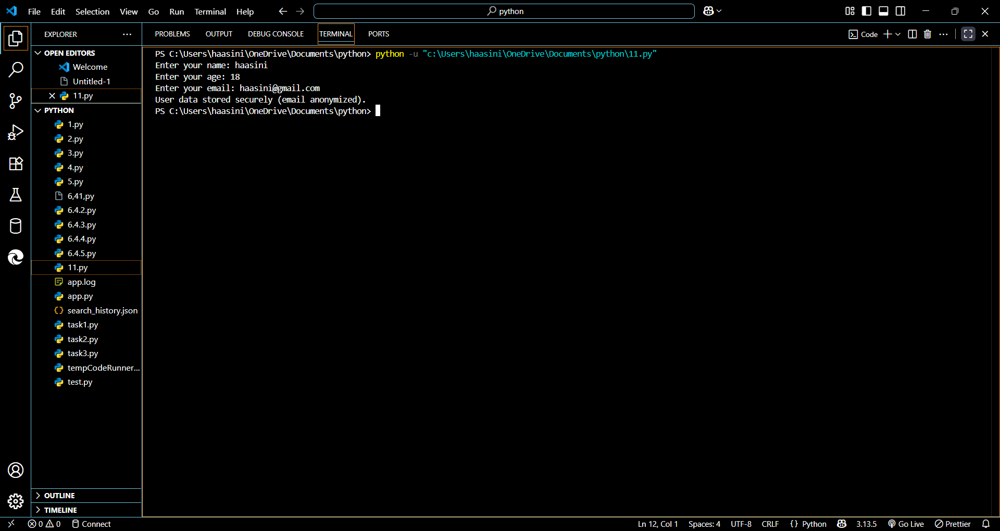 File Edit Selection View Go Run Terminal Help
python
EXPLORER
PROBLEMS OUTPUT DEBUG CONSOLE TERMINAL PORTS
Code
OPEN EDITORS
Welcome
Untitled-1
11.py
PYTHON
1.py
2.py
3.py
4.py
5.py
6,41,py
6.4.2.py
6.4.3.py
6.4.4.py
6.4.5.py
11.py
app.log
app.py
search_history.json
task1.py
task2.py
task3.py
tempCodeRunner...
test.py
OUTLINE
TIMELINE
PS C:\Users\haasini\OneDrive\Documents\python> python -u "c:\Users\haasini\OneDrive\Documents\python\11.py"
Enter your name: haasini
Enter your age: 18
Enter your email: haasini@gmail.com
User data stored securely (email anonymized).
PS C:\Users\haasini\OneDrive\Documents\python>
0 0 Connect
Ln 12, Col 1 Spaces: 4 UTF-8 CRLF {} Python 3.13.5 Go Live Prettier